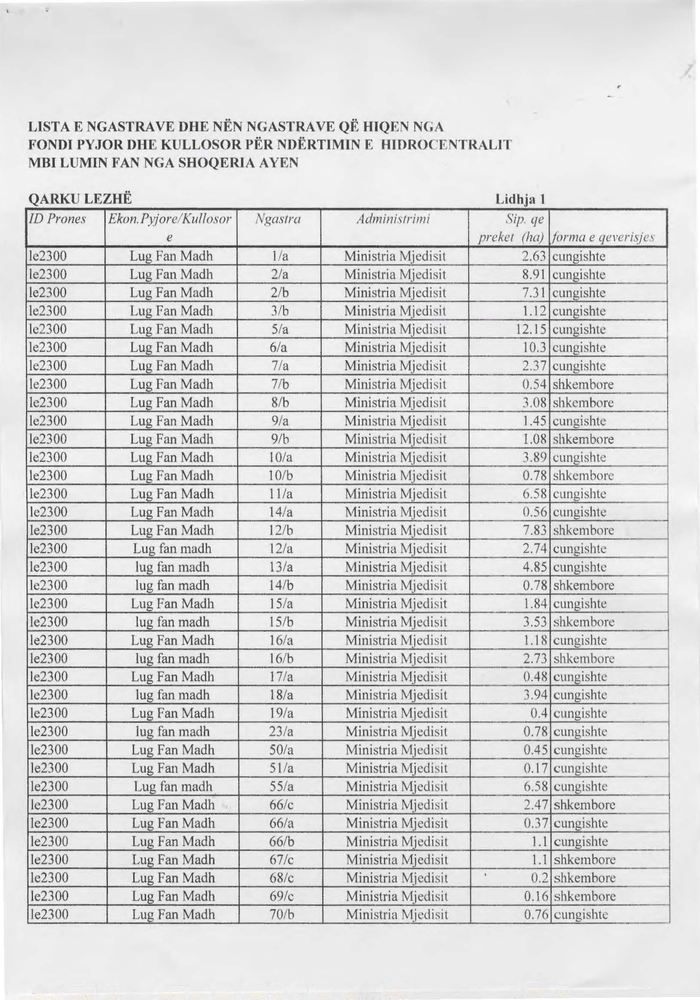 LISTA E NGASTRAVE DHE NËN NGASTRAVE QË HIQEN NGA
FONDI PYJOR DHE KULLOSOR PËR NDËRTIMIN E HIDROCENTRALIT
MBI LUMIN FAN NGA SHOQERIA AYEN
QARKU LEZHË Lidhja 1
ID Prones Ekon.Pyjore/Kullosor e Ngastra Administrimi Sip. qe preket (ha) forma e qeverisjes
le2300 Lug Fan Madh 1/a Ministria Mjedisit 2.63 cungishte
le2300 Lug Fan Madh 2/a Ministria Mjedisit 8.91 cungishte
le2300 Lug Fan Madh 2/b Ministria Mjedisit 7.31 cungishte
le2300 Lug Fan Madh 3/b Ministria Mjedisit 1.12 cungishte
le2300 Lug Fan Madh 5/a Ministria Mjedisit 12.15 cungishte
le2300 Lug Fan Madh 6/a Ministria Mjedisit 10.3 cungishte
le2300 Lug Fan Madh 7/a Ministria Mjedisit 2.37 cungishte
le2300 Lug Fan Madh 7/b Ministria Mjedisit 0.54 shkembore
le2300 Lug Fan Madh 8/b Ministria Mjedisit 3.08 shkembore
le2300 Lug Fan Madh 9/a Ministria Mjedisit 1.45 cungishte
le2300 Lug Fan Madh 9/b Ministria Mjedisit 1.08 shkembore
le2300 Lug Fan Madh 10/a Ministria Mjedisit 3.89 cungishte
le2300 Lug Fan Madh 10/b Ministria Mjedisit 0.78 shkembore
le2300 Lug Fan Madh 11/a Ministria Mjedisit 6.58 cungishte
le2300 Lug Fan Madh 14/a Ministria Mjedisit 0.56 cungishte
le2300 Lug Fan Madh 12/b Ministria Mjedisit 7.83 shkembore
le2300 Lug fan madh 12/a Ministria Mjedisit 2.74 cungishte
le2300 lug fan madh 13/a Ministria Mjedisit 4.85 cungishte
le2300 lug fan madh 14/b Ministria Mjedisit 0.78 shkembore
le2300 Lug Fan Madh 15/a Ministria Mjedisit 1.84 cungishte
le2300 lug fan madh 15/b Ministria Mjedisit 3.53 shkembore
le2300 Lug Fan Madh 16/a Ministria Mjedisit 1.18 cungishte
le2300 lug fan madh 16/b Ministria Mjedisit 2.73 shkembore
le2300 Lug Fan Madh 17/a Ministria Mjedisit 0.48 cungishte
le2300 lug fan madh 18/a Ministria Mjedisit 3.94 cungishte
le2300 Lug Fan Madh 19/a Ministria Mjedisit 0.4 cungishte
le2300 lug fan madh 23/a Ministria Mjedisit 0.78 cungishte
le2300 Lug Fan Madh 50/a Ministria Mjedisit 0.45 cungishte
le2300 Lug Fan Madh 51/a Ministria Mjedisit 0.17 cungishte
le2300 Lug fan madh 55/a Ministria Mjedisit 6.58 cungishte
le2300 Lug Fan Madh 66/c Ministria Mjedisit 2.47 shkembore
le2300 Lug Fan Madh 66/a Ministria Mjedisit 0.37 cungishte
le2300 Lug Fan Madh 66/b Ministria Mjedisit 1.1 cungishte
le2300 Lug Fan Madh 67/c Ministria Mjedisit 1.1 shkembore
le2300 Lug Fan Madh 68/c Ministria Mjedisit 0.2 shkembore
le2300 Lug Fan Madh 69/c Ministria Mjedisit 0.16 shkembore
le2300 Lug Fan Madh 70/b Ministria Mjedisit 0.76 cungishte